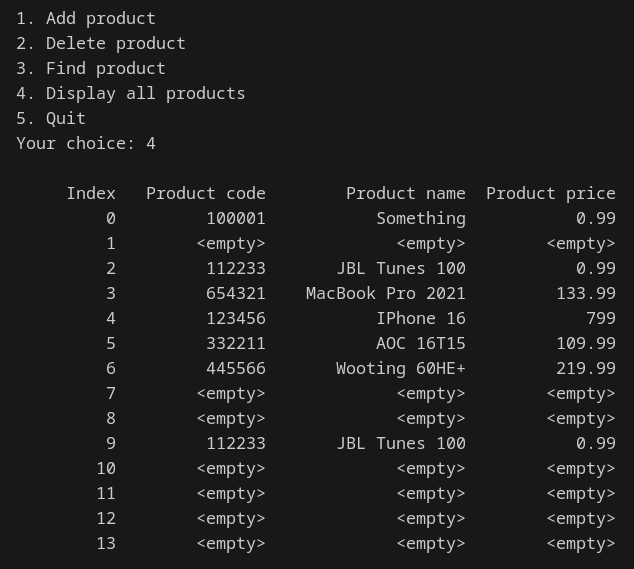 1. Add product
2. Delete product
3. Find product
4. Display all products
5. Quit
Your choice: 4
Index Product code Product name Product price
0 100001 Something 0.99
1 <empty> <empty> <empty>
2 112233 JBL Tunes 100 0.99
3 654321 MacBook Pro 2021 133.99
4 123456 IPhone 16 799
5 332211 AOC 16T15 109.99
6 445566 Wooting 60HE+ 219.99
7 <empty> <empty> <empty>
8 <empty> <empty> <empty>
9 112233 JBL Tunes 100 0.99
10 <empty> <empty> <empty>
11 <empty> <empty> <empty>
12 <empty> <empty> <empty>
13 <empty> <empty> <empty>